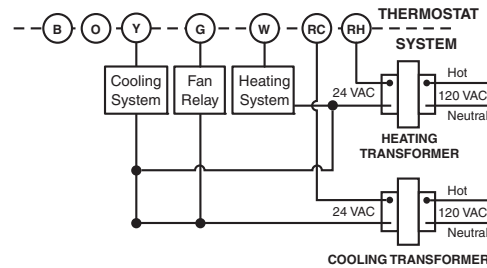 THERMOSTAT
B O Y G W RC RH
SYSTEM
Cooling System
Fan Relay
Heating System
Hot
24 VAC
120 VAC
Neutral
HEATING
TRANSFORMER
Hot
24 VAC
120 VAC
Neutral
COOLING TRANSFORMER